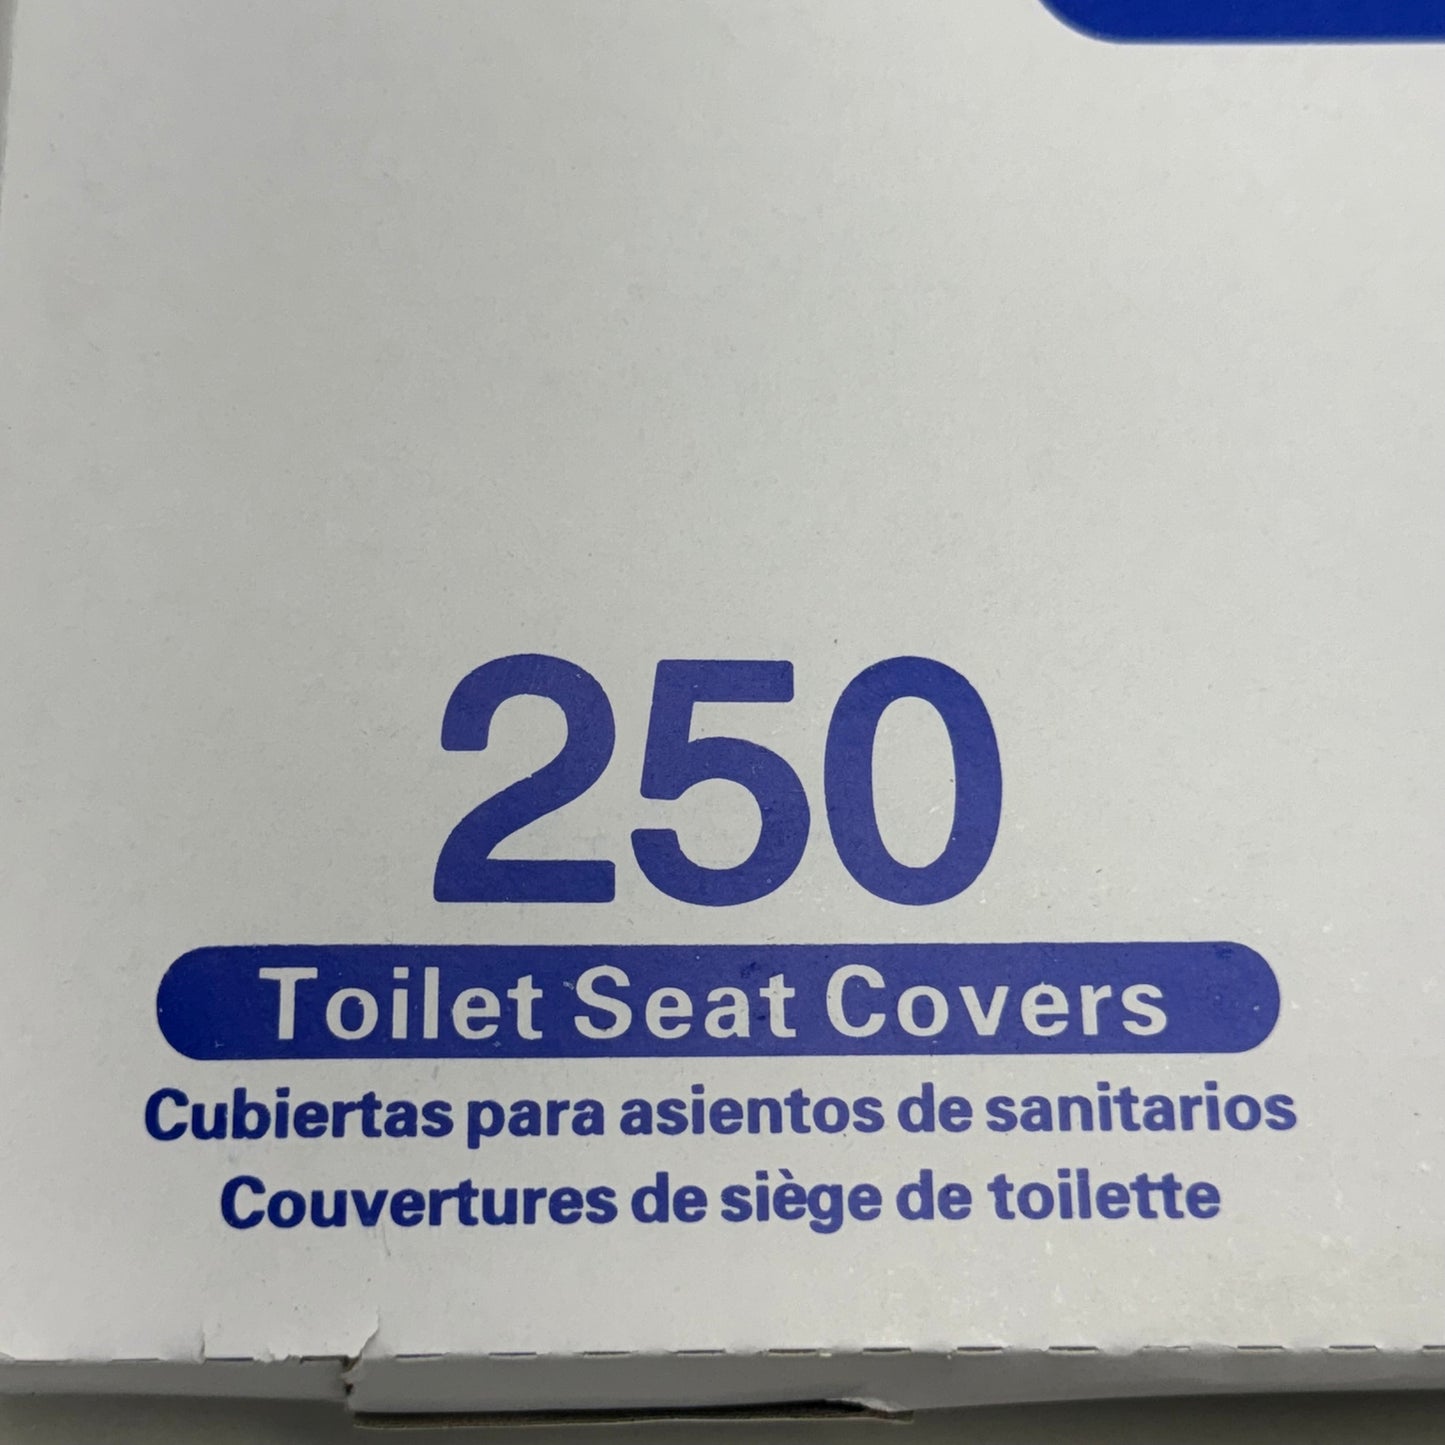 250
Toilet Seat Covers
Cubiertas para asientos de sanitarios
Couvertures de siège de toilette